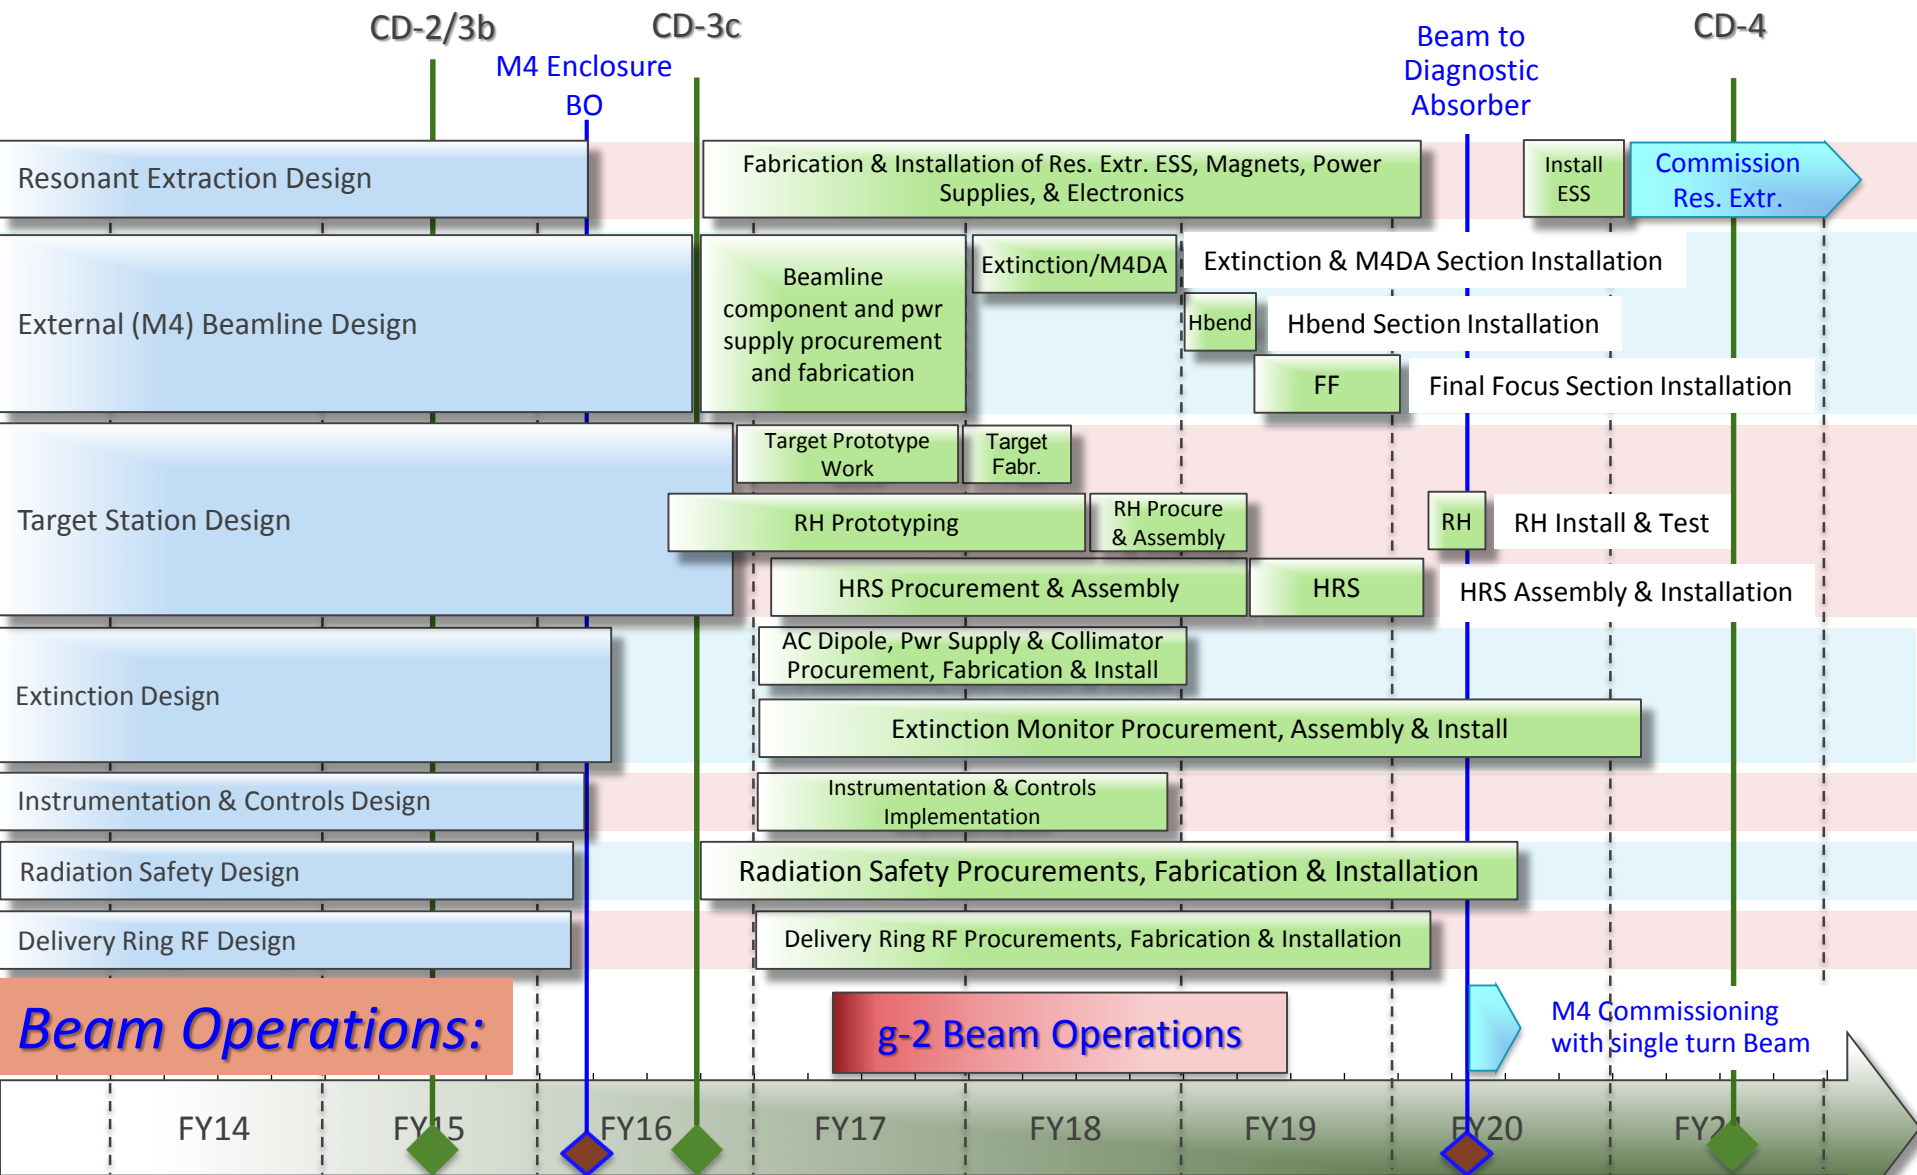 CD-2/3b
CD-3c
CD-4
M4 Enclosure
BO
Beam to
Diagnostic
Absorber
Resonant Extraction Design
Fabrication & Installation of Res. Extr. ESS, Magnets, Power
Supplies, & Electronics
Install
ESS
Commission
Res. Extr.
External (M4) Beamline Design
Beamline
component and pwr
supply procurement
and fabrication
Extinction/M4DA
Extinction & M4DA Section Installation
Hbend
Hbend Section Installation
FF
Final Focus Section Installation
Target Station Design
Target Prototype
Work
Target
Fabr.
RH Prototyping
RH Procure
& Assembly
RH
RH Install & Test
HRS Procurement & Assembly
HRS
HRS Assembly & Installation
Extinction Design
AC Dipole, Pwr Supply & Collimator
Procurement, Fabrication & Install
Extinction Monitor Procurement, Assembly & Install
Instrumentation & Controls Design
Instrumentation & Controls
Implementation
Radiation Safety Design
Radiation Safety Procurements, Fabrication & Installation
Delivery Ring RF Design
Delivery Ring RF Procurements, Fabrication & Installation
Beam Operations:
g-2 Beam Operations
M4 Commissioning
with single turn Beam
FY14
FY15
FY16
FY17
FY18
FY19
FY20
FY21